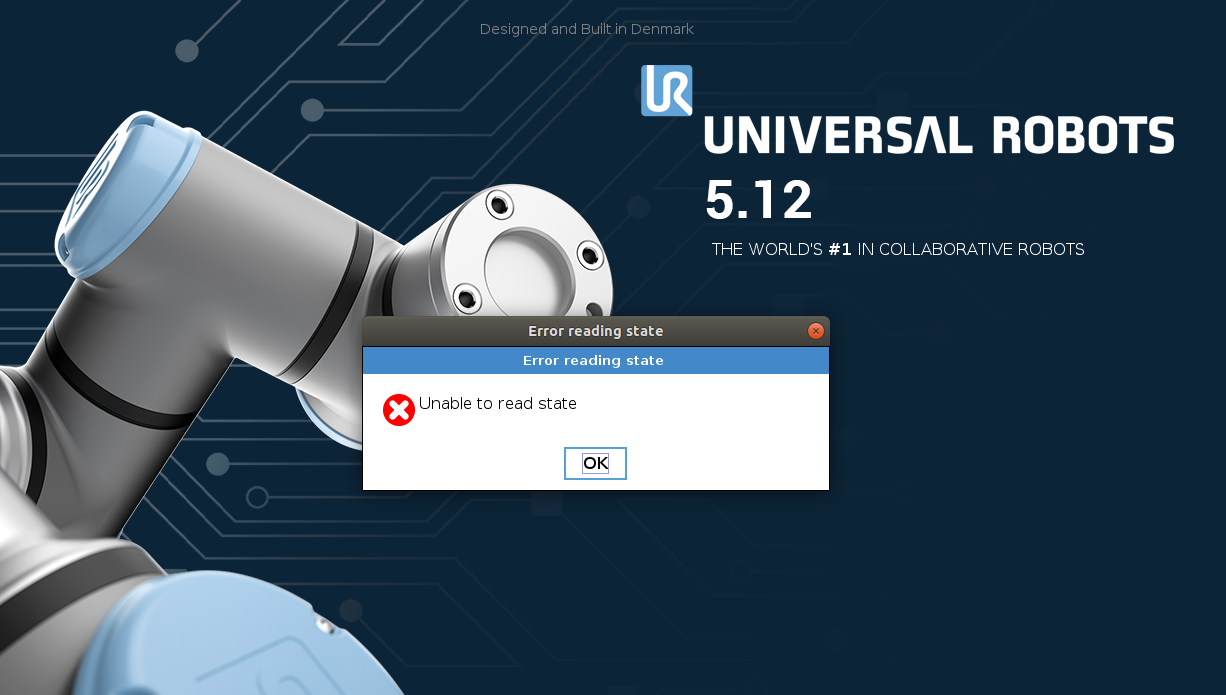 Designed and Built in Denmark
UR
UNIVERSAL ROBOTS
5.12
THE WORLD'S #1 IN COLLABORATIVE ROBOTS
Error reading state
Error reading state
Unable to read state
OK